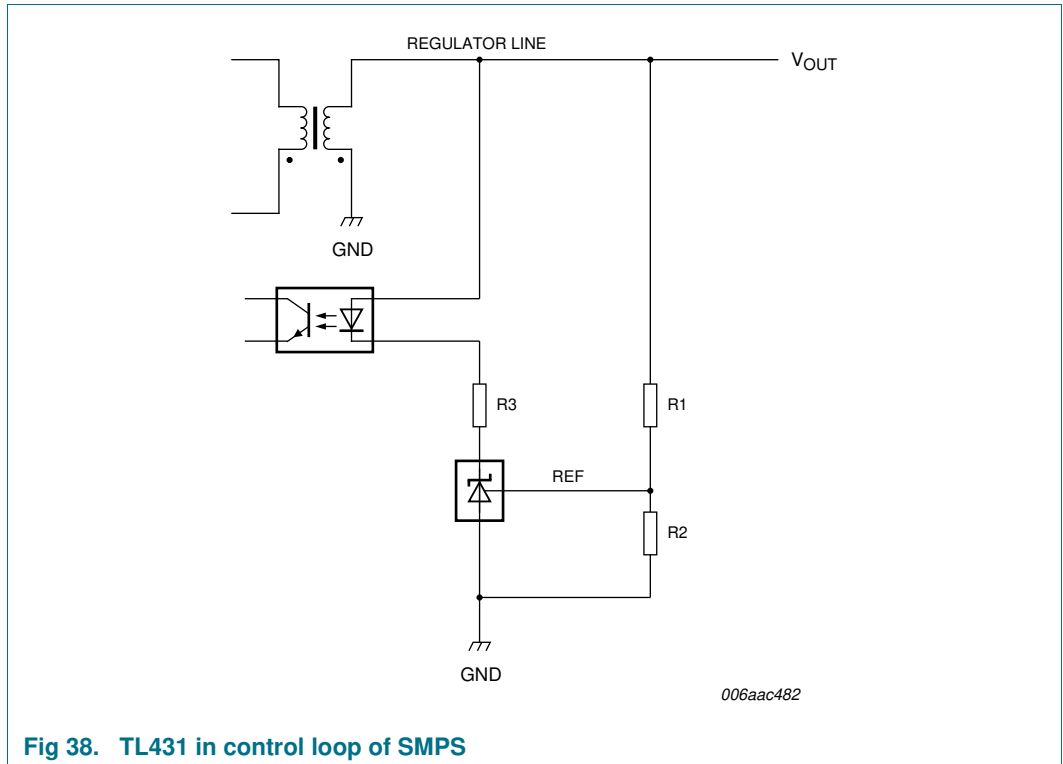 REGULATOR LINE
VOUT
GND
R3
R1
REF
R2
GND
006aac482
Fig 38. TL431 in control loop of SMPS